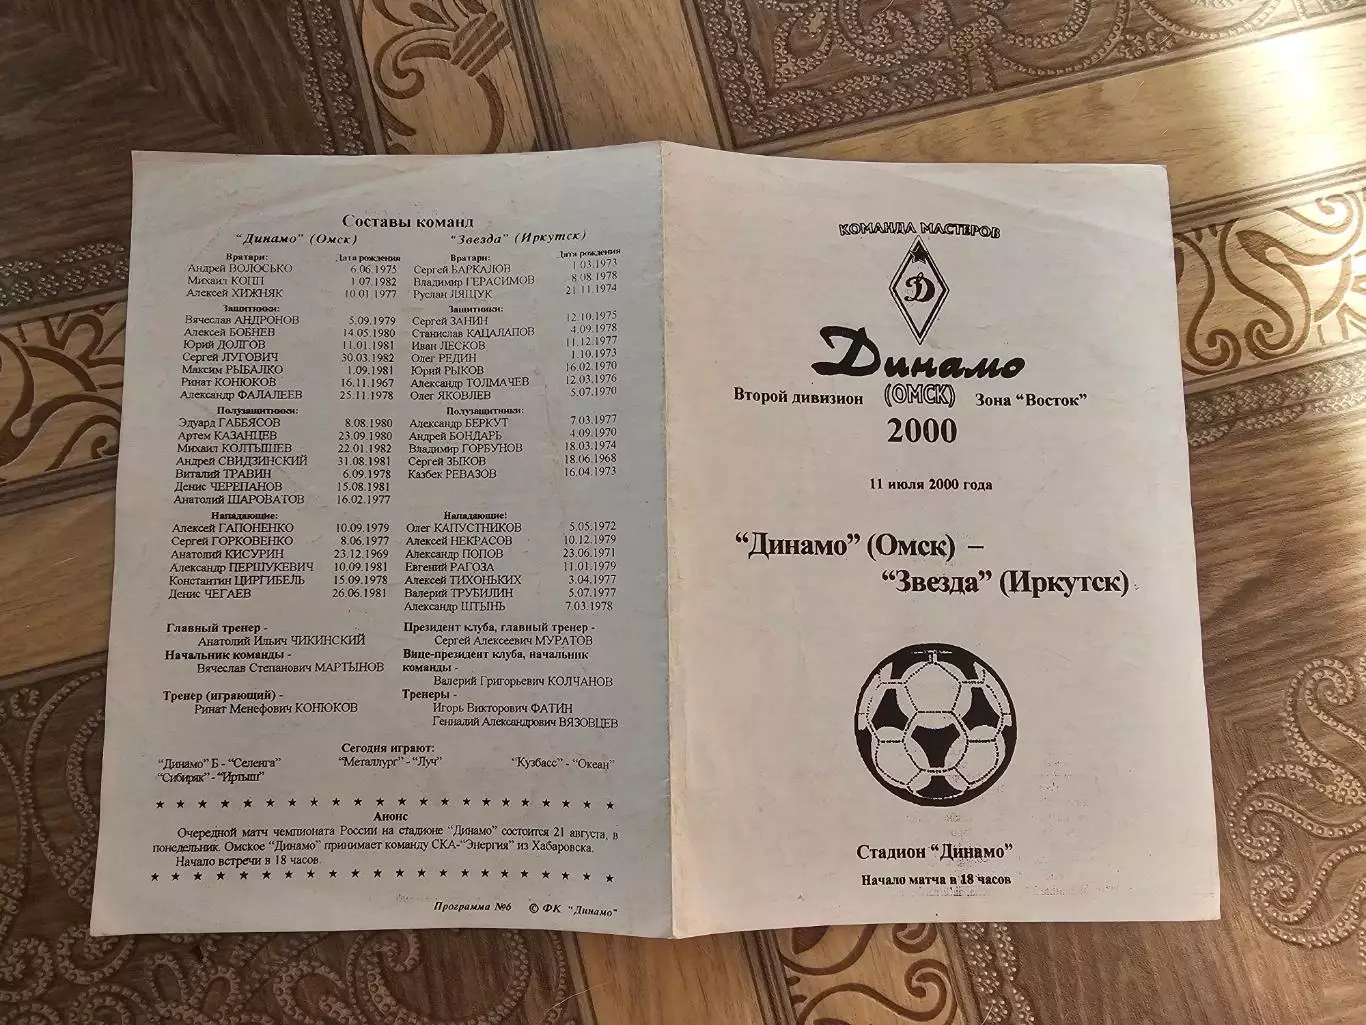 Составы команд
"Динамо" (Омск) "Звезда" (Иркутск)
Вратари: Дата рождения Вратари: Дата рождения
Андрей ВОЛОСЬКО 6.06.1975 Сергей БАРКАЛОВ 1.03.1973
Михаил КОПП 1.07.1982 Владимир ГЕРАСИМОВ 8.08.1978
Алексей ХИЖНЯК 10.01.1977 Руслан ЛЯЩУК 21.11.1974
Защитники: Защитники:
Вячеслав АНДРОНОВ 5.09.1979 Сергей ЗАНИН 12.10.1975
Алексей БОБНЕВ 14.05.1980 Станислав КАЦАЛАПОВ 4.09.1978
Юрий ДОЛГОВ 11.01.1981 Иван ЛЕСКОВ 11.12.1977
Сергей ЛУГОВИЧ 30.03.1982 Олег РЕДИН 1.10.1973
Максим РЫБАЛКО 1.09.1981 Юрий РЫКОВ 16.02.1970
Ринат КОНЮКОВ 16.11.1967 Александр ТОЛМАЧЕВ 12.03.1976
Александр ФАЛАЛЕЕВ 25.11.1978 Олег ЯКОВЛЕВ 5.07.1970
Полузащитники: Полузащитники:
Эдуард ГАББЯСОВ 8.08.1980 Александр БЕРКУТ 7.03.1977
Артем КАЗАНЦЕВ 23.09.1980 Андрей БОНДАРЬ 4.09.1970
Михаил КОЛТЫШЕВ 22.01.1982 Владимир ГОРБУНОВ 18.03.1974
Андрей СВИДЗИНСКИЙ 31.08.1981 Сергей ЗЫКОВ 18.06.1968
Виталий ТРАВИН 6.09.1978 Казбек РЕВАЗОВ 16.04.1973
Денис ЧЕРЕПАНОВ 15.08.1981
Анатолий ШАРОВАТОВ 16.02.1977
Нападающие: Нападающие:
Алексей ГАПОНЕНКО 10.09.1979 Олег КАПУСТНИКОВ 5.05.1972
Сергей ГОРКОВЕНКО 8.06.1977 Алексей НЕКРАСОВ 10.12.1979
Анатолий КИСУРИН 23.12.1969 Александр ПОПОВ 23.06.1971
Александр ПЕРШУКЕВИЧ 10.09.1981 Евгений РАГОЗА 11.01.1979
Константин ЦИРГИБЕЛЬ 15.09.1978 Алексей ТИХОНЬКИХ 3.04.1977
Денис ЧЕГАЕВ 26.06.1981 Валерий ТРУБИЛИН 5.07.1977
Александр ШТЫНЬ 7.03.1978
Главный тренер - Президент клуба, главный тренер -
Анатолий Ильич ЧИКИНСКИЙ Сергей Алексеевич МУРАТОВ
Начальник команды - Вице-президент клуба, начальник
Вячеслав Степанович МАРТЫНОВ команды -
Валерий Григорьевич КОЛЧАНОВ
Тренер (играющий) - Тренеры -
Ринат Менефович КОНЮКОВ Игорь Викторович ФАТИН
Геннадий Александрович ВЯЗОВЦЕВ
Сегодня играют:
"Динамо" Б - "Селенга" "Металлург" - "Луч" "Кузбасс" - "Океан"
"Сибиряк" - "Иртыш"
Анонс
Очередной матч чемпионата России на стадионе "Динамо" состоится 21 августа, в
понедельник. Омское "Динамо" принимает команду СКА-"Энергия" из Хабаровска.
Начало встречи в 18 часов.
Программа №6 © ФК "Динамо"
КОМАНДА МАСТЕРОВ
Д
Динамо
Второй дивизион (ОМСК) Зона "Восток"
2000
11 июля 2000 года
"Динамо" (Омск) –
"Звезда" (Иркутск)
Стадион "Динамо"
Начало матча в 18 часов